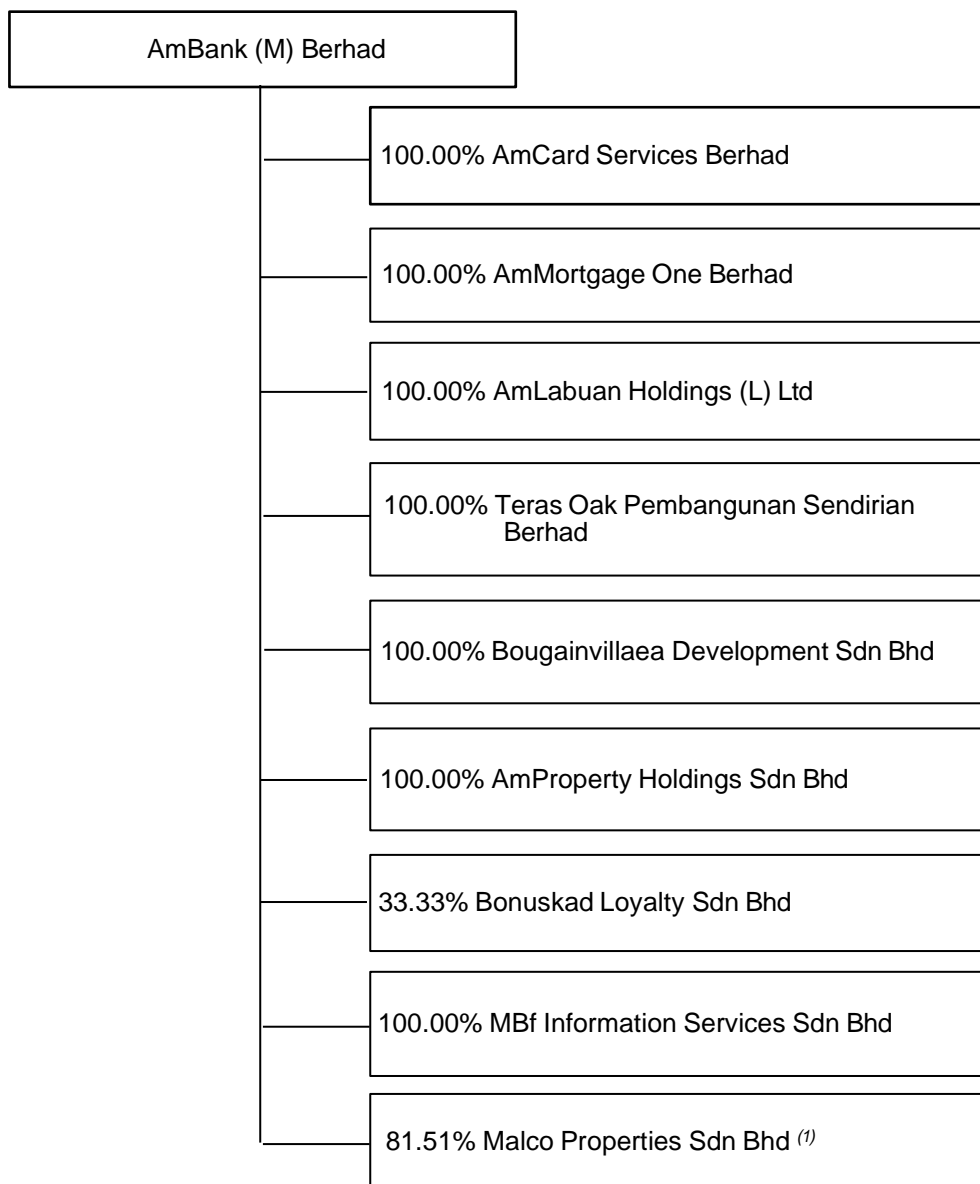 AmBank (M) Berhad
100.00% AmCard Services Berhad
100.00% AmMortgage One Berhad
100.00% AmLabuan Holdings (L) Ltd
100.00% Teras Oak Pembangunan Sendirian
Berhad
100.00% Bougainvillaea Development Sdn Bhd
100.00% AmProperty Holdings Sdn Bhd
33.33% Bonuskad Loyalty Sdn Bhd
100.00% MBf Information Services Sdn Bhd
81.51% Malco Properties Sdn Bhd (1)